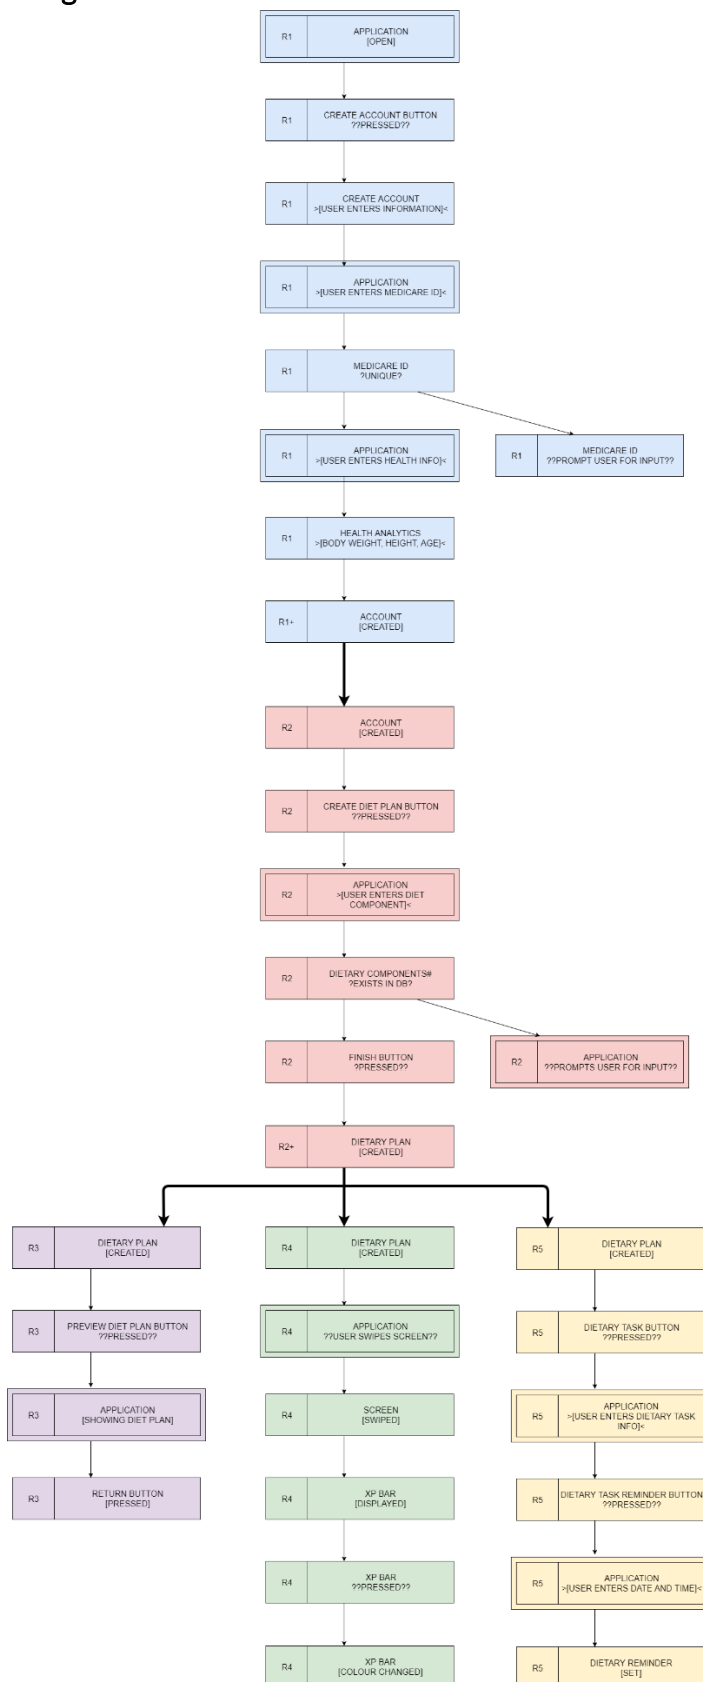 R1 APPLICATION
[OPEN]
R1 CREATE ACCOUNT BUTTON
??PRESSED??
R1 CREATE ACCOUNT
>[USER ENTERS INFORMATION]<
R1 APPLICATION
>[USER ENTERS MEDICARE ID]<
R1 MEDICARE ID
?UNIQUE?
R1 APPLICATION
>[USER ENTERS HEALTH INFO]<
R1 MEDICARE ID
??PROMPT USER FOR INPUT??
R1 HEALTH ANALYTICS
>[BODY WEIGHT, HEIGHT, AGE]<
R1+ ACCOUNT
[CREATED]
R2 ACCOUNT
[CREATED]
R2 CREATE DIET PLAN BUTTON
??PRESSED??
R2 APPLICATION
>[USER ENTERS DIET
COMPONENT]<
R2 DIETARY COMPONENTS#
?EXISTS IN DB?
R2 FINISH BUTTON
?PRESSED??
R2 APPLICATION
??PROMPTS USER FOR INPUT??
R2+ DIETARY PLAN
[CREATED]
R3 DIETARY PLAN
[CREATED]
R3 PREVIEW DIET PLAN BUTTON
??PRESSED??
R3 APPLICATION
[SHOWING DIET PLAN]
R3 RETURN BUTTON
[PRESSED]
R4 DIETARY PLAN
[CREATED]
R4 APPLICATION
??USER SWIPES SCREEN??
R4 SCREEN
[SWIPED]
R4 XP BAR
[DISPLAYED]
R4 XP BAR
??PRESSED??
R4 XP BAR
[COLOUR CHANGED]
R5 DIETARY PLAN
[CREATED]
R5 DIETARY TASK BUTTON
??PRESSED??
R5 APPLICATION
>[USER ENTERS DIETARY TASK
INFO]<
R5 DIETARY TASK REMINDER BUTTON
??PRESSED??
R5 APPLICATION
>[USER ENTERS DATE AND TIME]<
R5 DIETARY REMINDER
[SET]